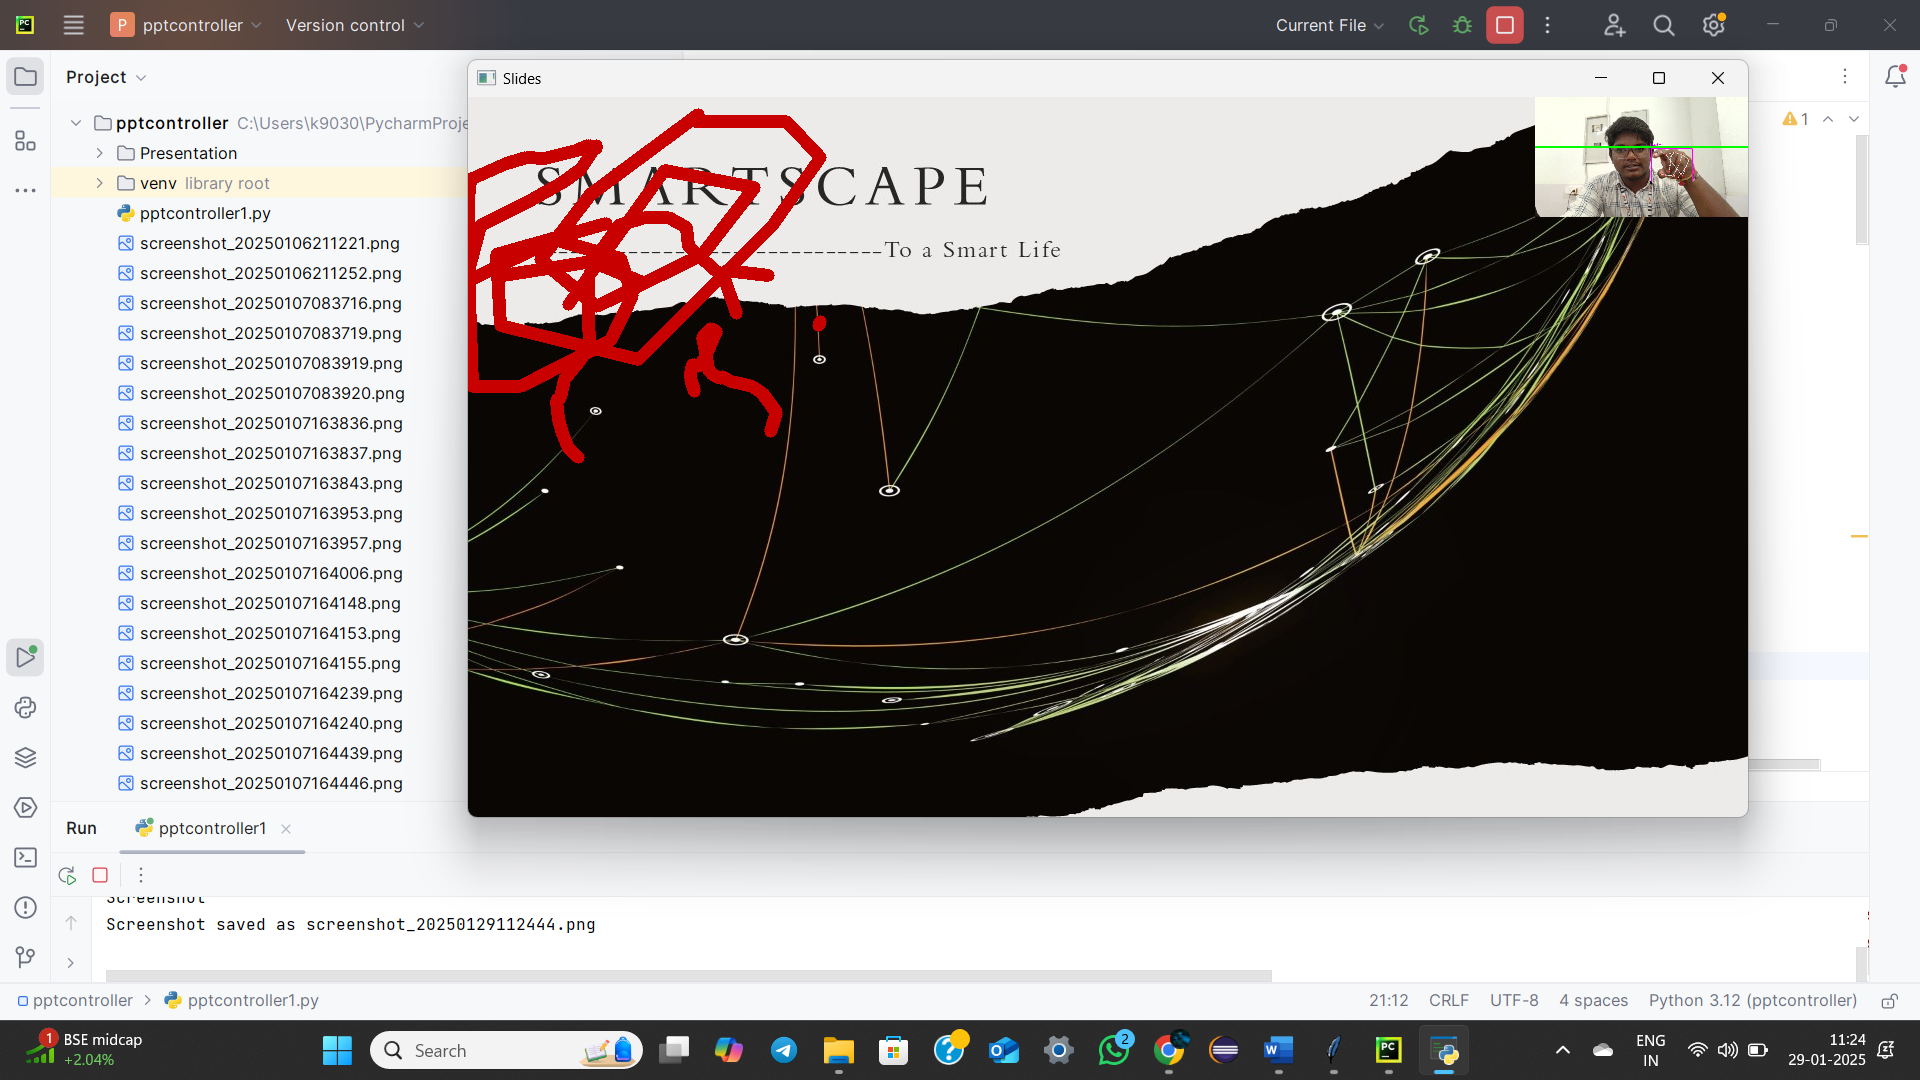 pptcontroller
Version control
Current File
Project
pptcontroller C:\Users\k9030\PycharmProje
Presentation
venv library root
pptcontroller1.py
screenshot_20250106211221.png
screenshot_20250106211252.png
screenshot_20250107083716.png
screenshot_20250107083719.png
screenshot_20250107083919.png
screenshot_20250107083920.png
screenshot_20250107163836.png
screenshot_20250107163837.png
screenshot_20250107163843.png
screenshot_20250107163953.png
screenshot_20250107163957.png
screenshot_20250107164006.png
screenshot_20250107164148.png
screenshot_20250107164153.png
screenshot_20250107164155.png
screenshot_20250107164239.png
screenshot_20250107164240.png
screenshot_20250107164439.png
screenshot_20250107164446.png
Slides
SMARTSCAPE
To a Smart Life
1
Run
pptcontroller1
Screenshot
Screenshot saved as screenshot_20250129112444.png
pptcontroller > pptcontroller1.py
21:12 CRLF UTF-8 4 spaces Python 3.12 (pptcontroller)
1
BSE midcap
+2.04%
Search
2
ENG
IN
11:24
29-01-2025